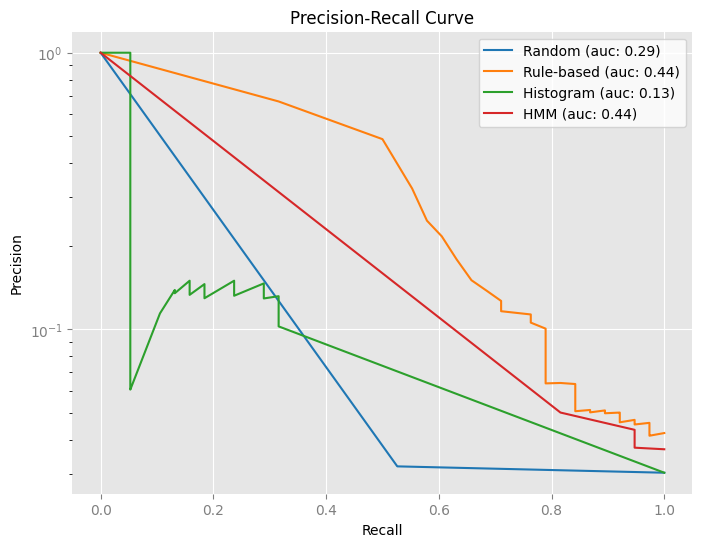 Precision-Recall Curve
Random (auc: 0.29)
Rule-based (auc: 0.44)
Histogram (auc: 0.13)
HMM (auc: 0.44)
Precision
10⁰
10⁻¹
0.0 0.2 0.4 0.6 0.8 1.0
Recall